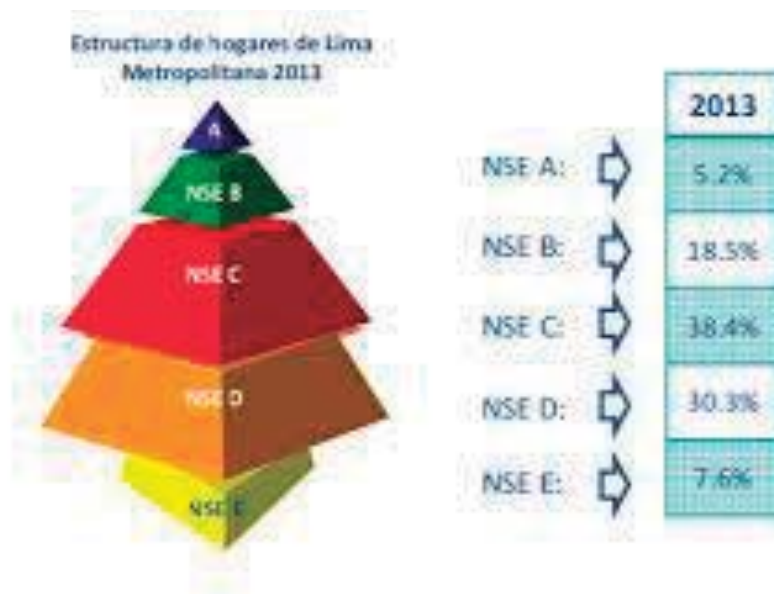 Estructura de hogares de Lima
Metropolitana 2013
A
NSE B
NSE C
NSE D
NSE E
2013
NSE A: 5.2%
NSE B: 18.5%
NSE C: 38.4%
NSE D: 30.3%
NSE E: 7.6%